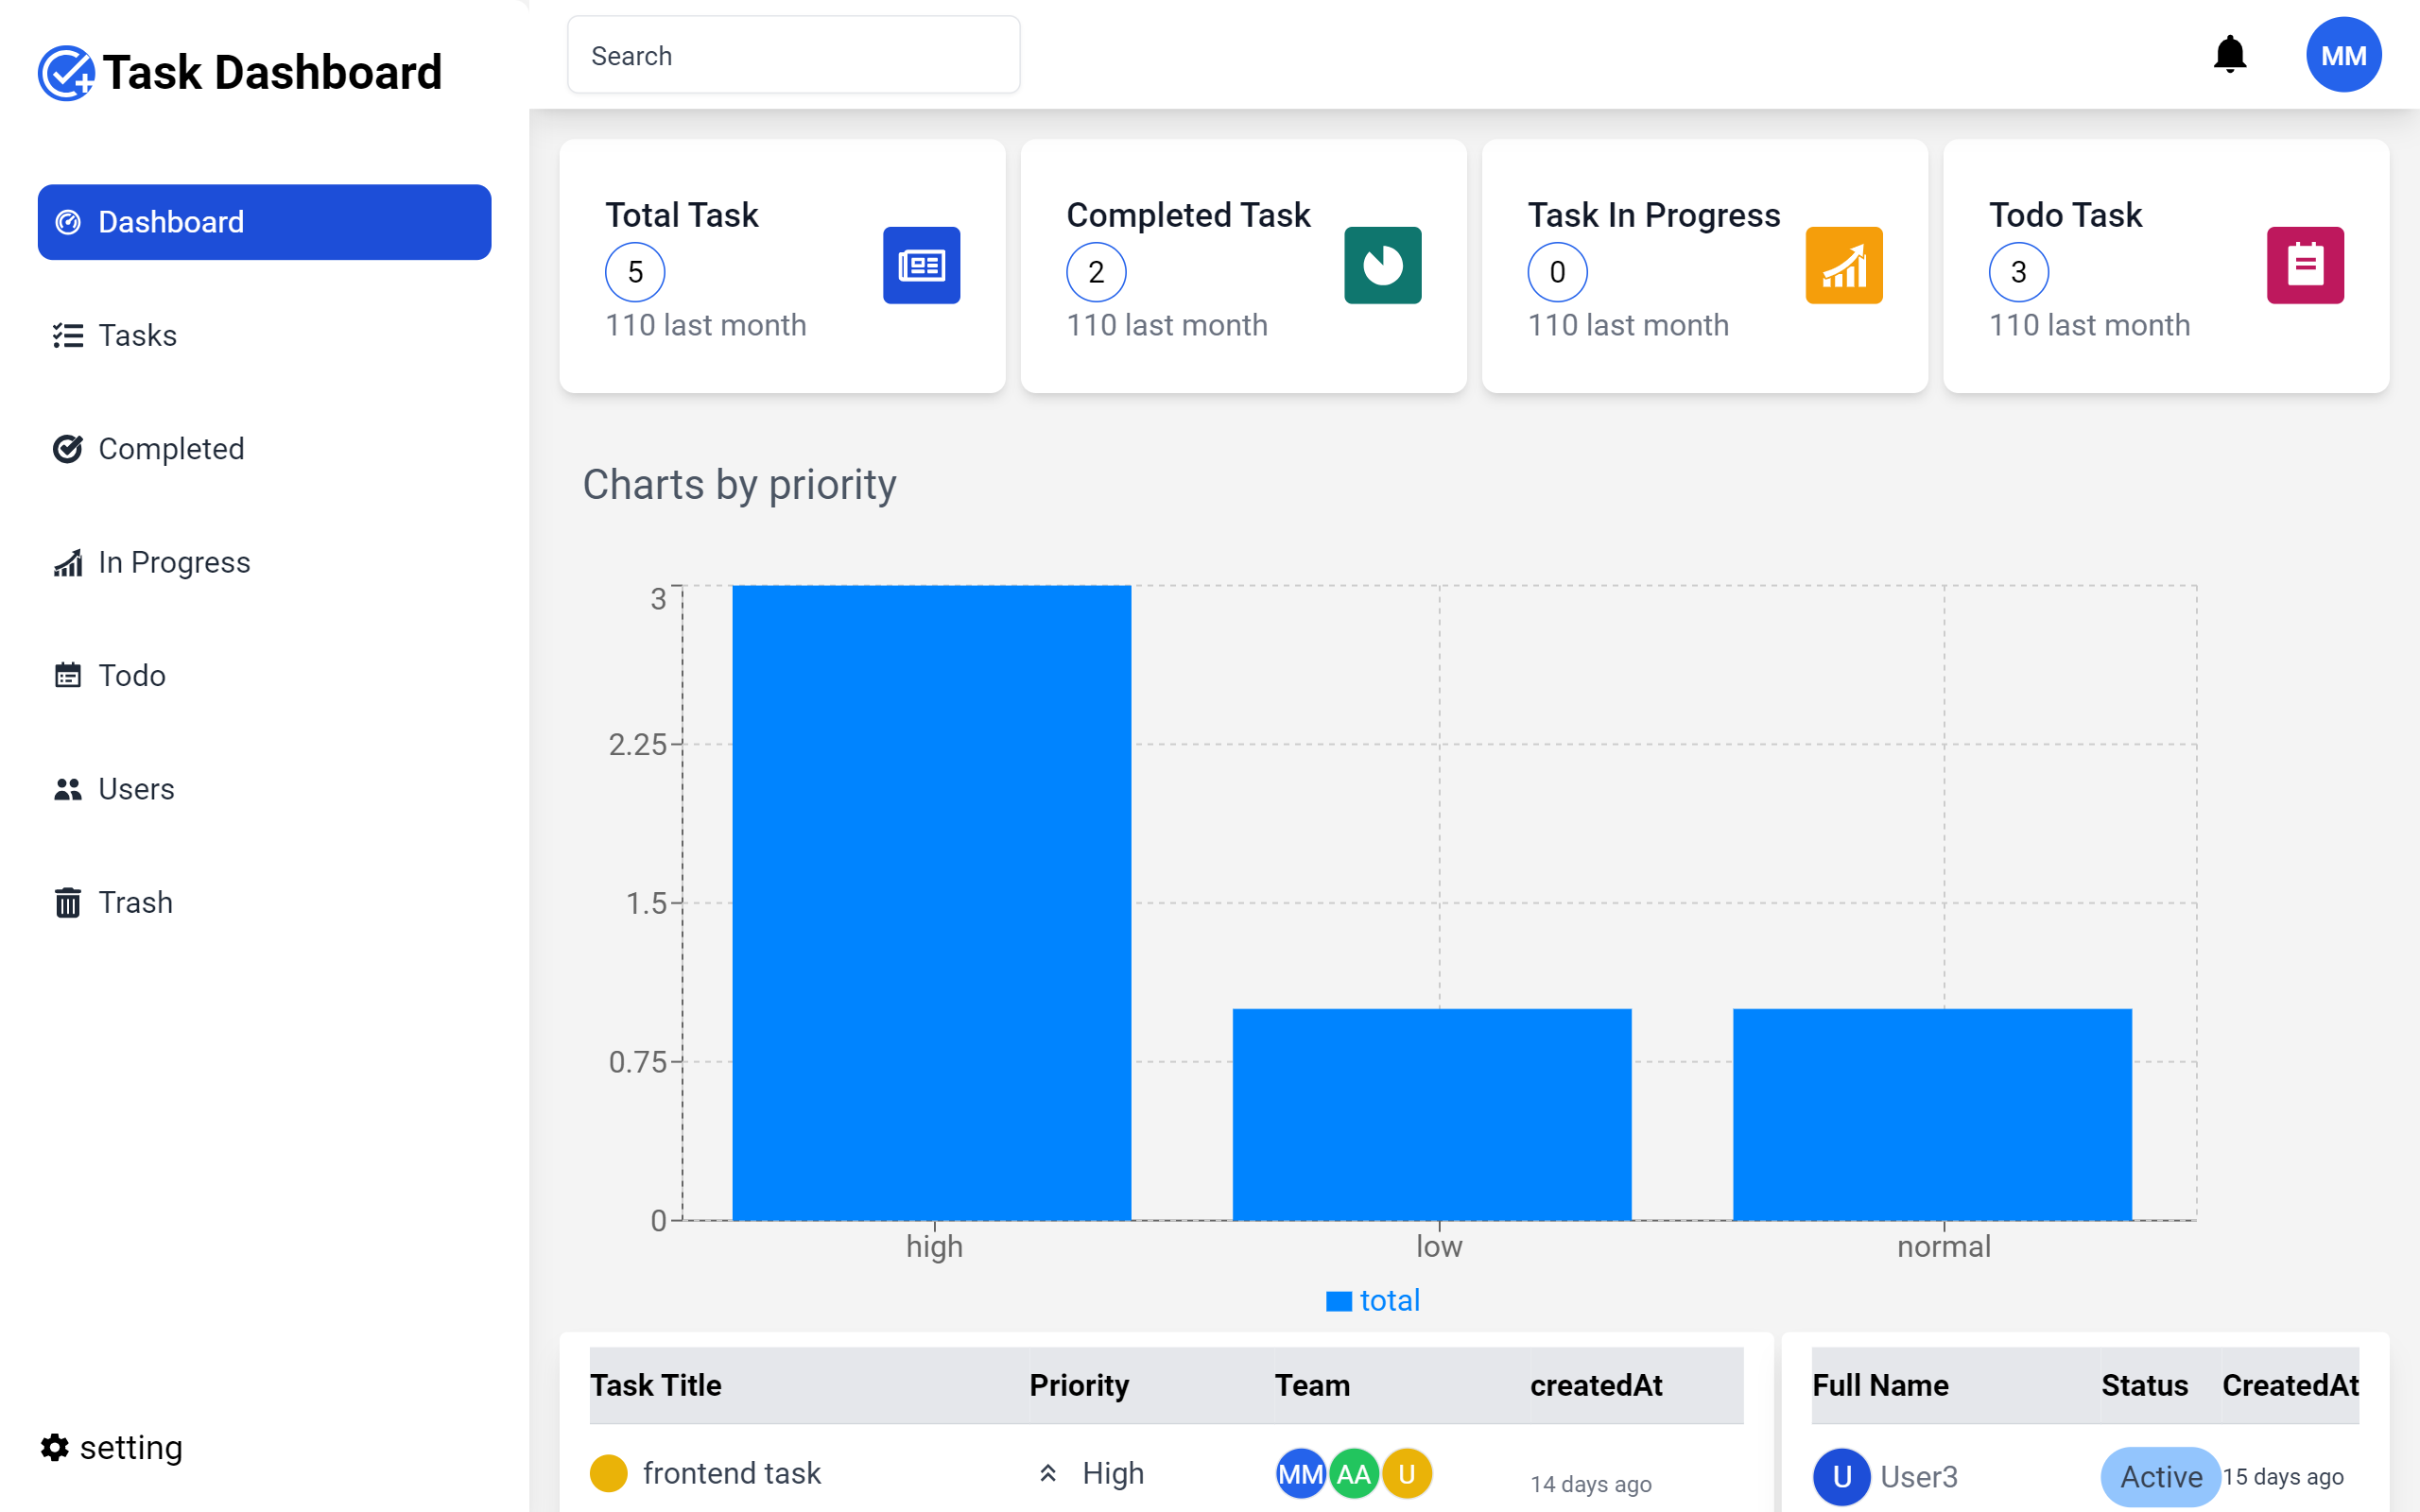 Task Dashboard
Dashboard
Tasks
Completed
In Progress
Todo
Users
Trash
setting
Search
MM
Total Task
5
110 last month
Completed Task
2
110 last month
Task In Progress
0
110 last month
Todo Task
3
110 last month
Charts by priority
3
2.25
1.5
0.75
0
high low normal
total
Task Title Priority Team createdAt
frontend task High MM AA U 14 days ago
Full Name Status CreatedAt
U User3 Active 15 days ago